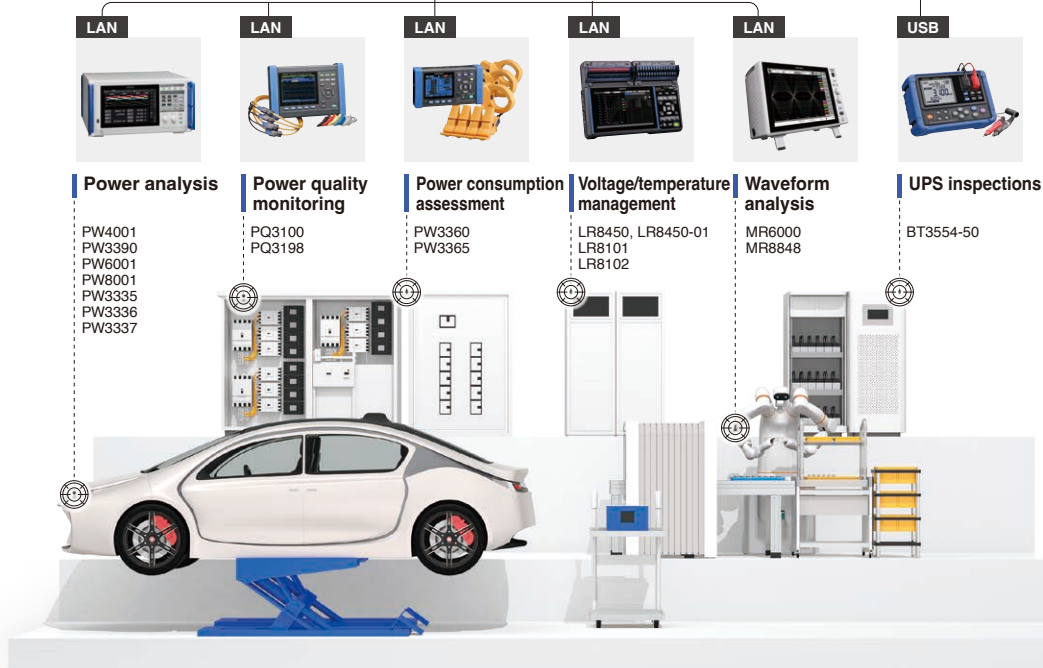 LAN
LAN
LAN
LAN
LAN
USB
Power analysis
PW4001
PW3390
PW6001
PW8001
PW3335
PW3336
PW3337
Power quality
monitoring
PQ3100
PQ3198
Power consumption
assessment
PW3360
PW3365
Voltage/temperature
management
LR8450, LR8450-01
LR8101
LR8102
Waveform
analysis
MR6000
MR8848
UPS inspections
BT3554-50